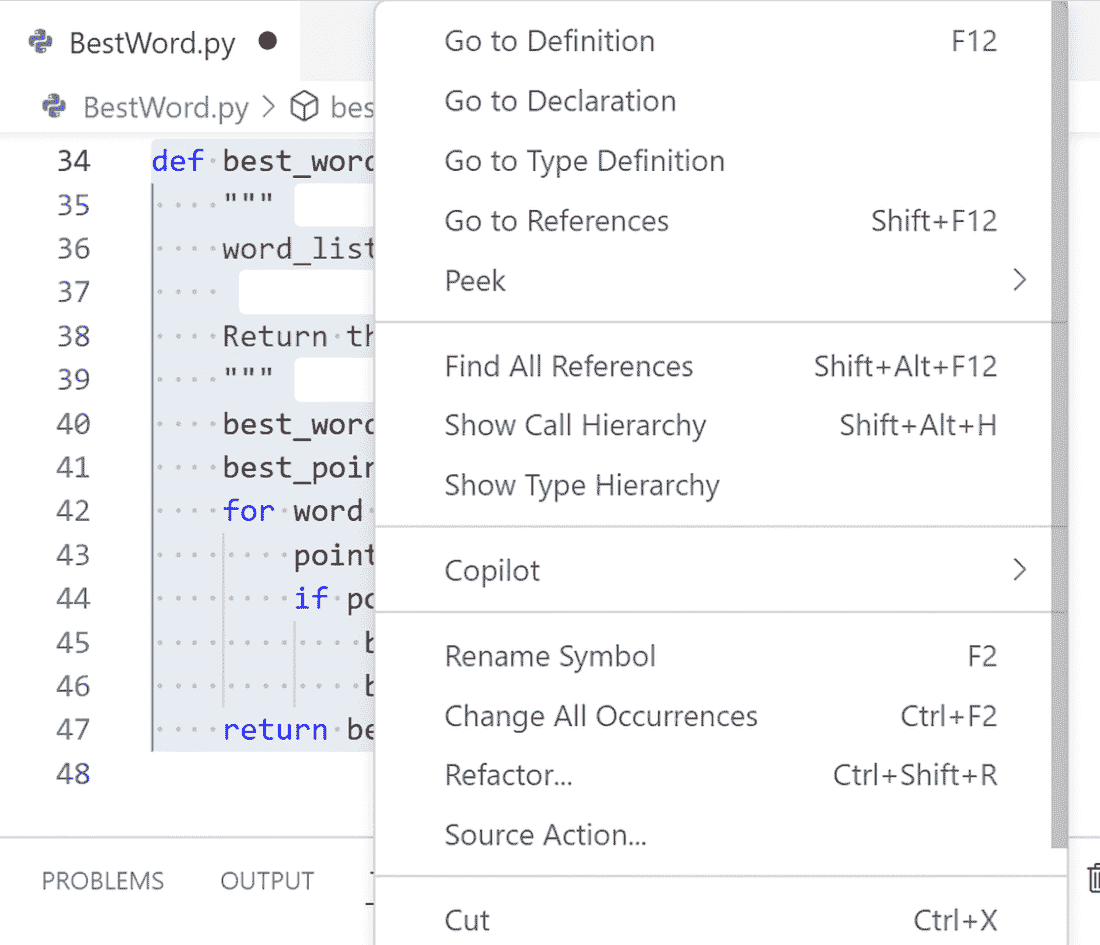 BestWord.py
BestWord.py > bes
34 def best_word
35 """
36 word_list
37
38 Return th
39 """
40 best_word
41 best_poin
42 for word
43 point
44 if po
45 b
46 b
47 return be
48
PROBLEMS OUTPUT
Go to Definition F12
Go to Declaration
Go to Type Definition
Go to References Shift+F12
Peek
Find All References Shift+Alt+F12
Show Call Hierarchy Shift+Alt+H
Show Type Hierarchy
Copilot
Rename Symbol F2
Change All Occurrences Ctrl+F2
Refactor... Ctrl+Shift+R
Source Action...
Cut Ctrl+X